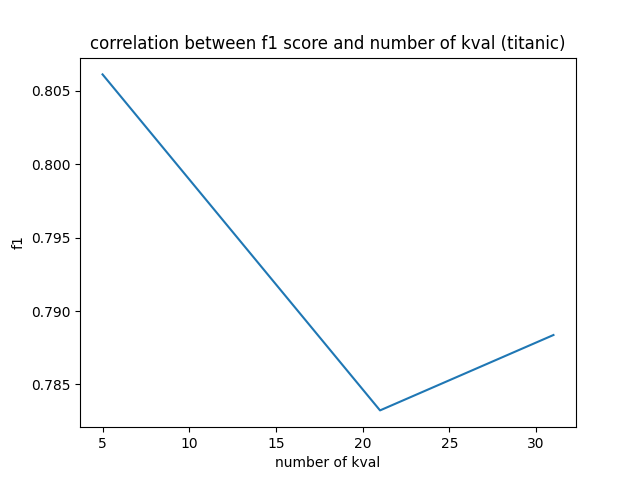 correlation between f1 score and number of kval (titanic)
0.805
0.800
0.795
0.790
0.785
f1
5 10 15 20 25 30
number of kval